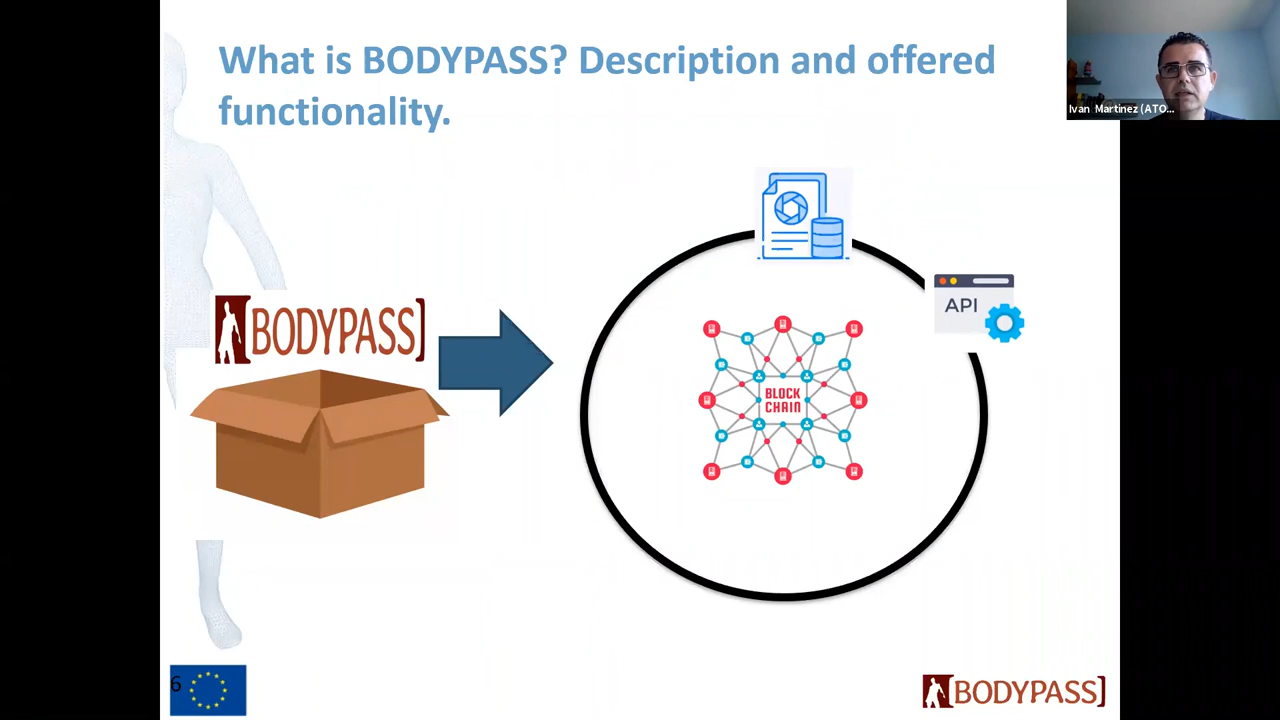 What is BODYPASS? Description and offered
functionality.
Ivan Martinez (ATO...
API
[BODYPASS]
BLOCK
CHAIN
6
[BODYPASS]